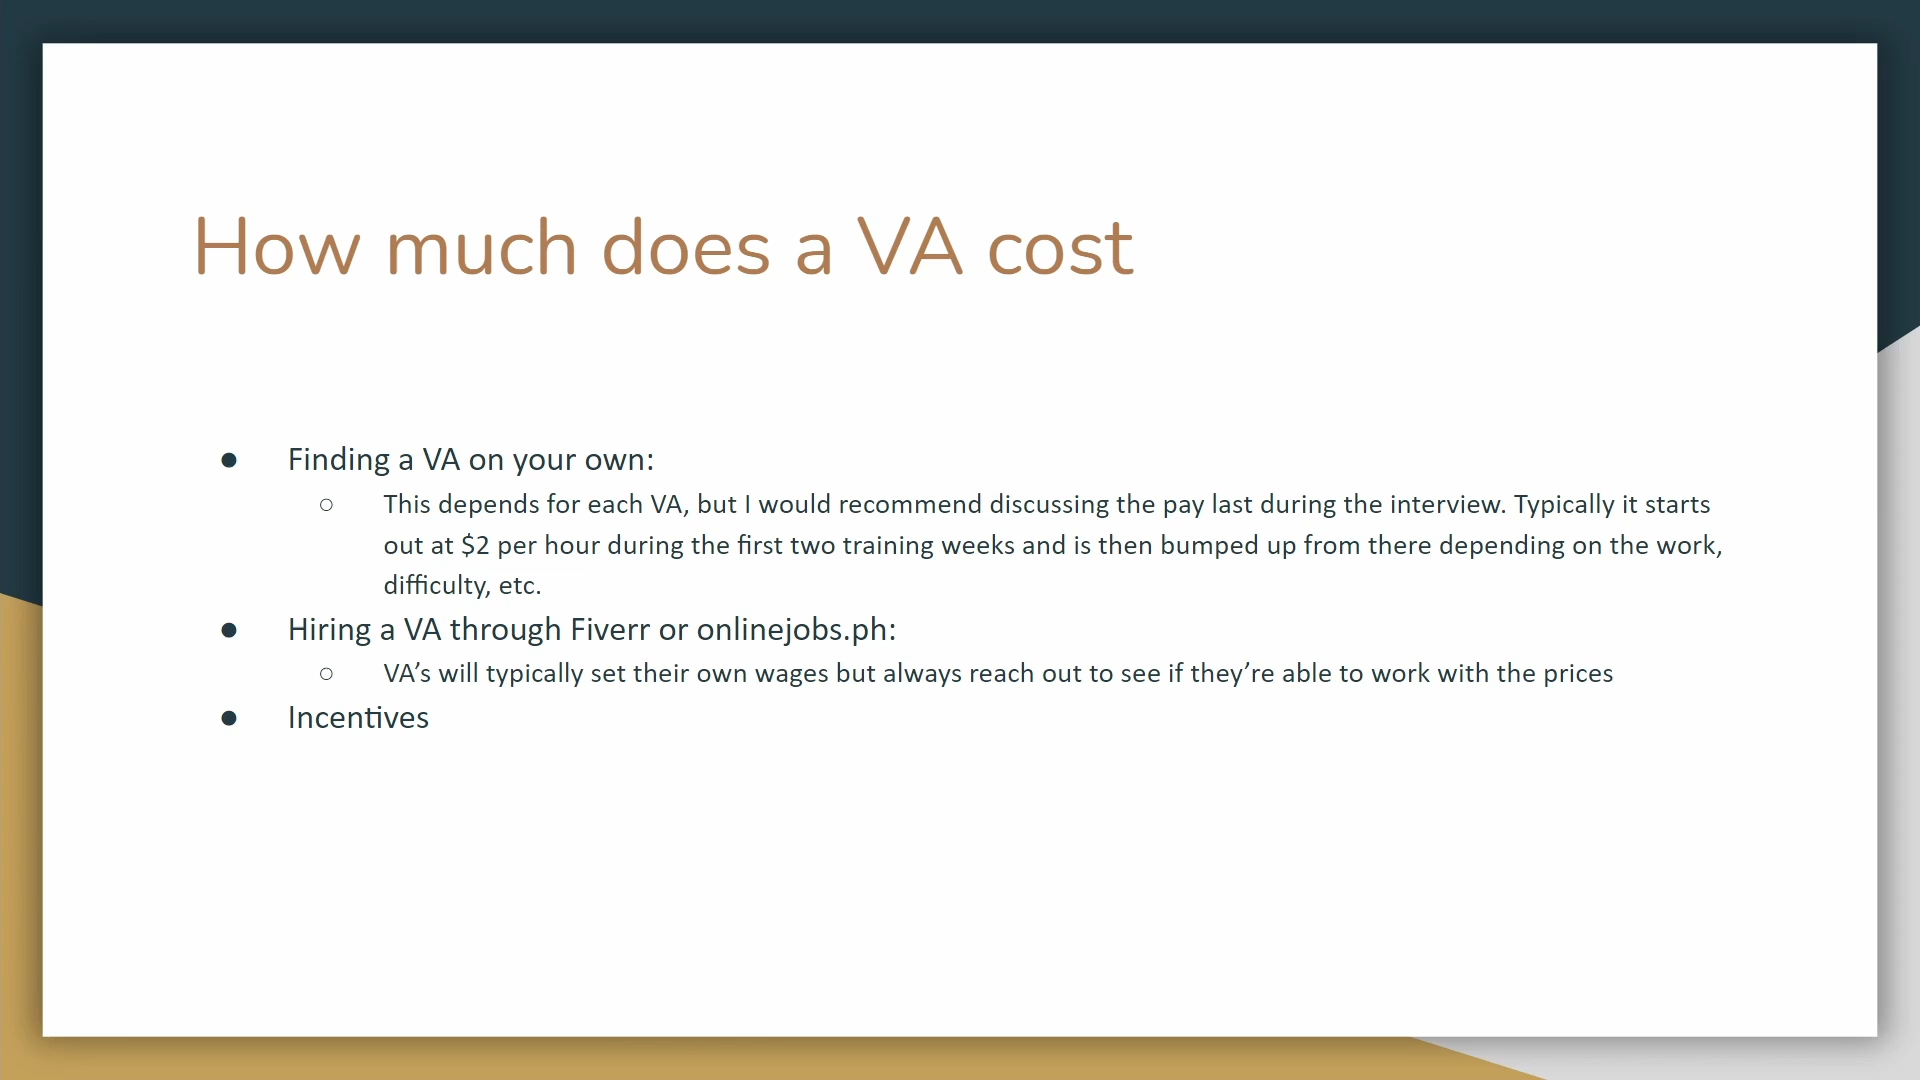 How much does a VA cost
● Finding a VA on your own:
○ This depends for each VA, but I would recommend discussing the pay last during the interview. Typically it starts
out at $2 per hour during the first two training weeks and is then bumped up from there depending on the work,
difficulty, etc.
● Hiring a VA through Fiverr or onlinejobs.ph:
○ VA’s will typically set their own wages but always reach out to see if they’re able to work with the prices
● Incentives